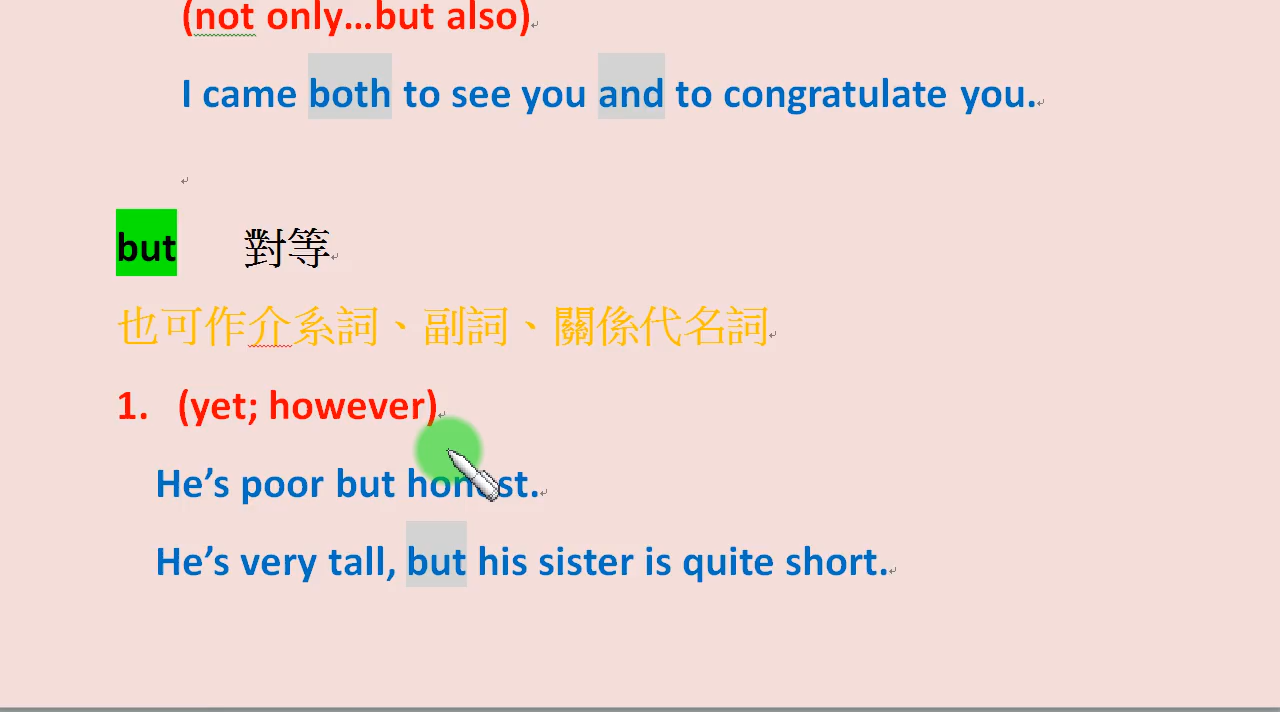 (not only…but also)
I came both to see you and to congratulate you.
but 對等
也可作介系詞、副詞、關係代名詞
1. (yet; however)
He’s poor but honest.
He’s very tall, but his sister is quite short.